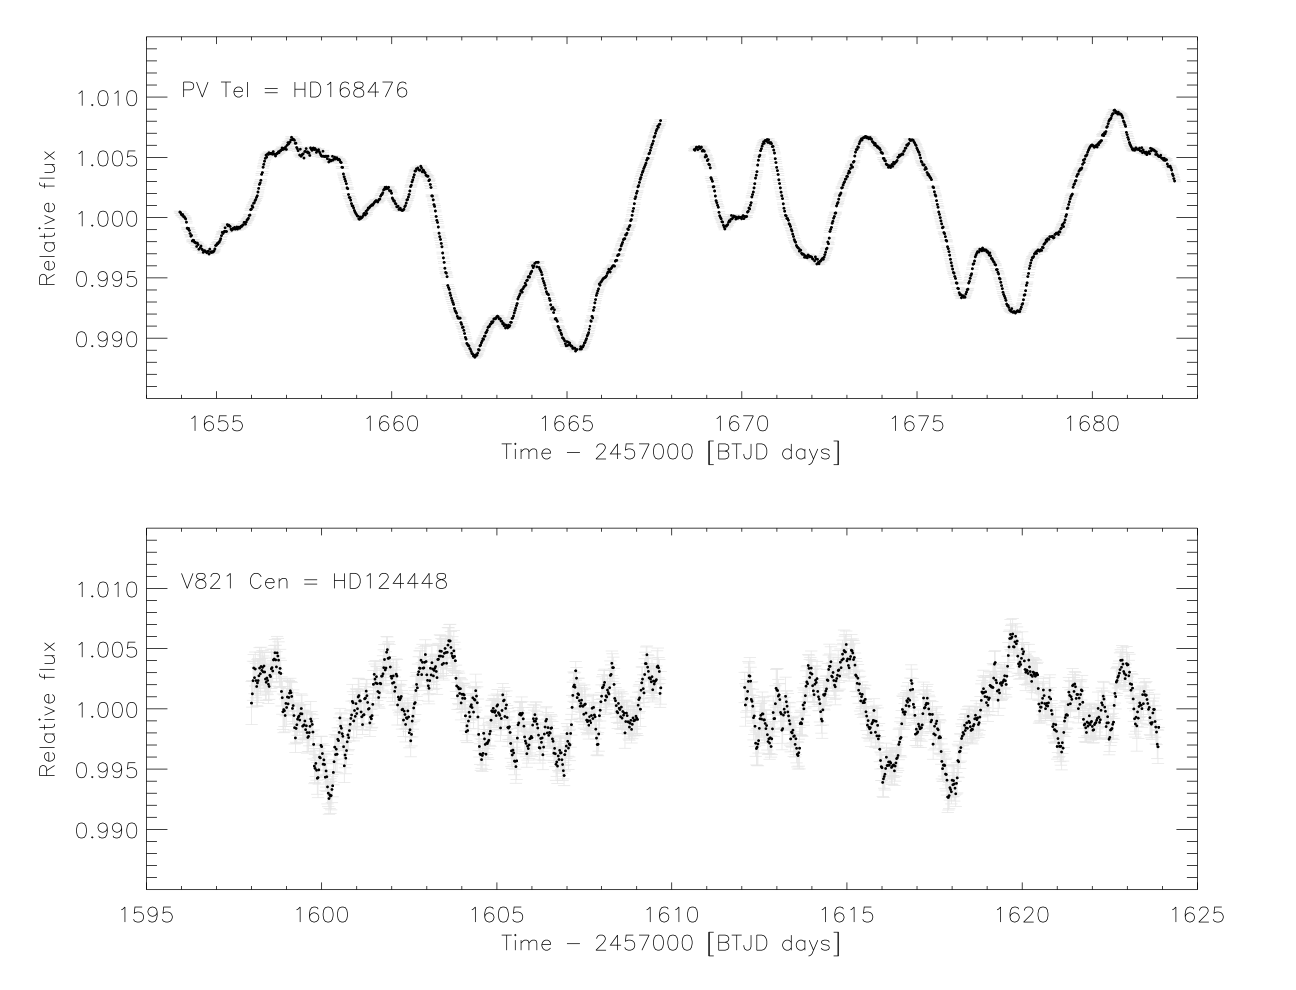 PV Tel = HD168476
1.010
1.005
1.000
0.995
0.990
Relative flux
1655 1660 1665 1670 1675 1680
Time − 2457000 [BTJD days]
V821 Cen = HD124448
1.010
1.005
1.000
0.995
0.990
Relative flux
1595 1600 1605 1610 1615 1620 1625
Time − 2457000 [BTJD days]